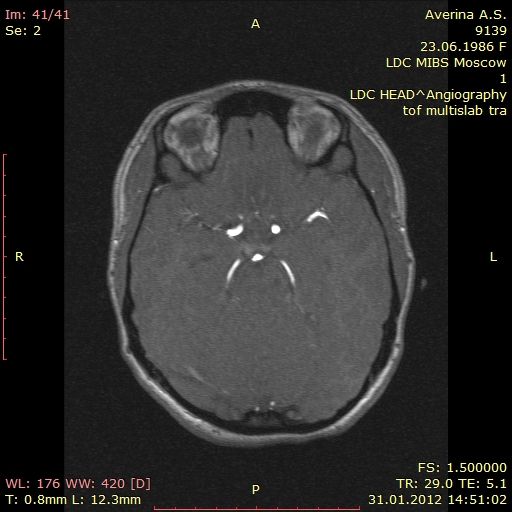 Im: 41/41
Se: 2
A
Averina A.S.
9139
23.06.1986 F
LDC MIBS Moscow
1
LDC HEAD^Angiography
tof multislab tra
R
L
WL: 176 WW: 420 [D]
T: 0.8mm L: 12.3mm
P
FS: 1.500000
TR: 29.0 TE: 5.1
31.01.2012 14:51:02